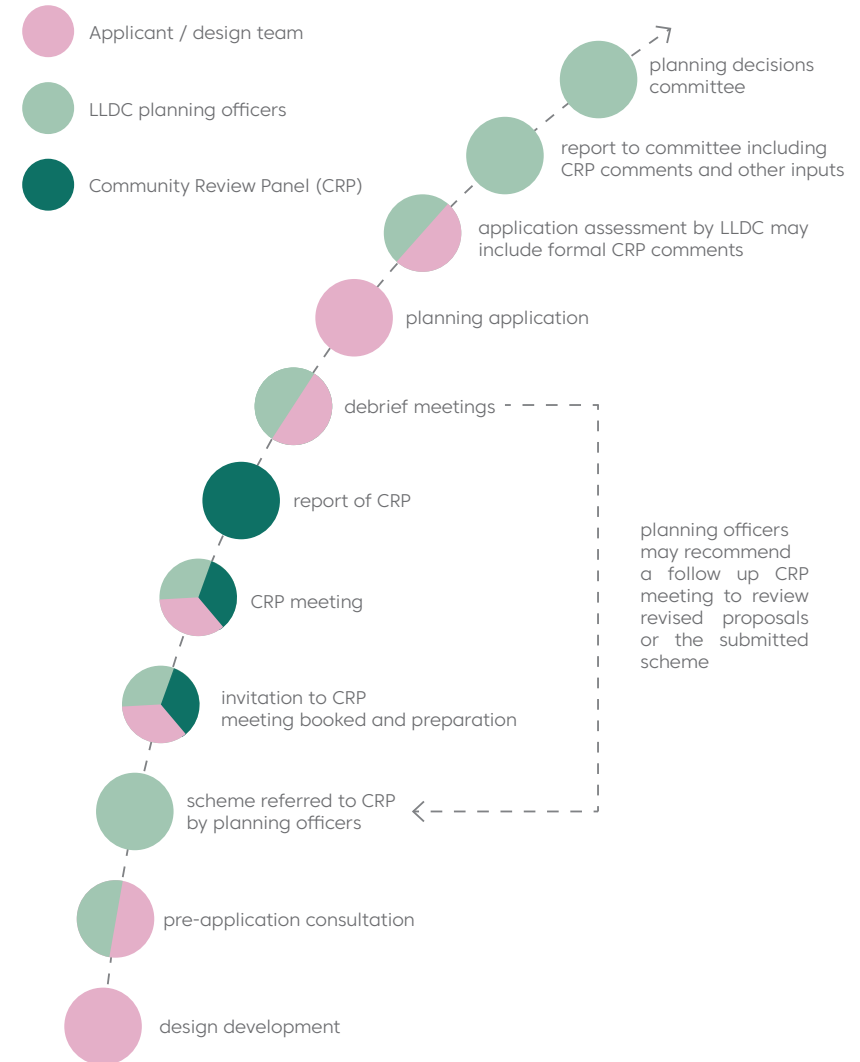 Applicant / design team
LLDC planning officers
Community Review Panel (CRP)
planning decisions
committee
report to committee including
CRP comments and other inputs
application assessment by LLDC may
include formal CRP comments
planning application
debrief meetings
report of CRP
planning officers
may recommend
a follow up CRP
meeting to review
revised proposals
or the submitted
scheme
CRP meeting
invitation to CRP
meeting booked and preparation
scheme referred to CRP
by planning officers
pre-application consultation
design development